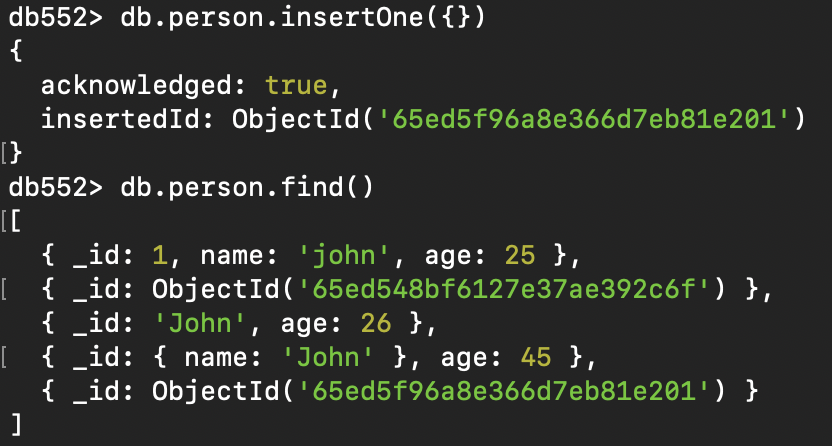 db552> db.person.insertOne({})
{
  acknowledged: true,
  insertedId: ObjectId('65ed5f96a8e366d7eb81e201')
[}
db552> db.person.find()
[[
  { _id: 1, name: 'john', age: 25 },
[ { _id: ObjectId('65ed548bf6127e37ae392c6f') },
  { _id: 'John', age: 26 },
[ { _id: { name: 'John' }, age: 45 },
  { _id: ObjectId('65ed5f96a8e366d7eb81e201') }
]